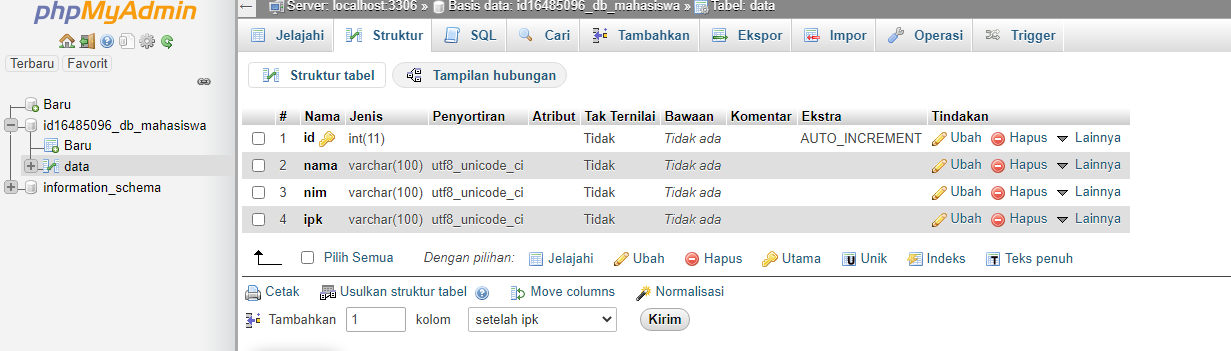 phpMyAdmin
Terbaru Favorit
Baru
id16485096_db_mahasiswa
Baru
data
information_schema
Server: localhost:3306 » Basis data: id16485096_db_mahasiswa » Tabel: data
Jelajahi Struktur SQL Cari Tambahkan Ekspor Impor Operasi Trigger
Struktur tabel Tampilan hubungan
# Nama Jenis Penyortiran Atribut Tak Ternilai Bawaan Komentar Ekstra Tindakan
1 id int(11) Tidak Tidak ada AUTO_INCREMENT Ubah Hapus Lainnya
2 nama varchar(100) utf8_unicode_ci Tidak Tidak ada Ubah Hapus Lainnya
3 nim varchar(100) utf8_unicode_ci Tidak Tidak ada Ubah Hapus Lainnya
4 ipk varchar(100) utf8_unicode_ci Tidak Tidak ada Ubah Hapus Lainnya
Pilih Semua Dengan pilihan: Jelajahi Ubah Hapus Utama Unik Indeks Teks penuh
Cetak Usulkan struktur tabel Move columns Normalisasi
Tambahkan 1 kolom setelah ipk Kirim